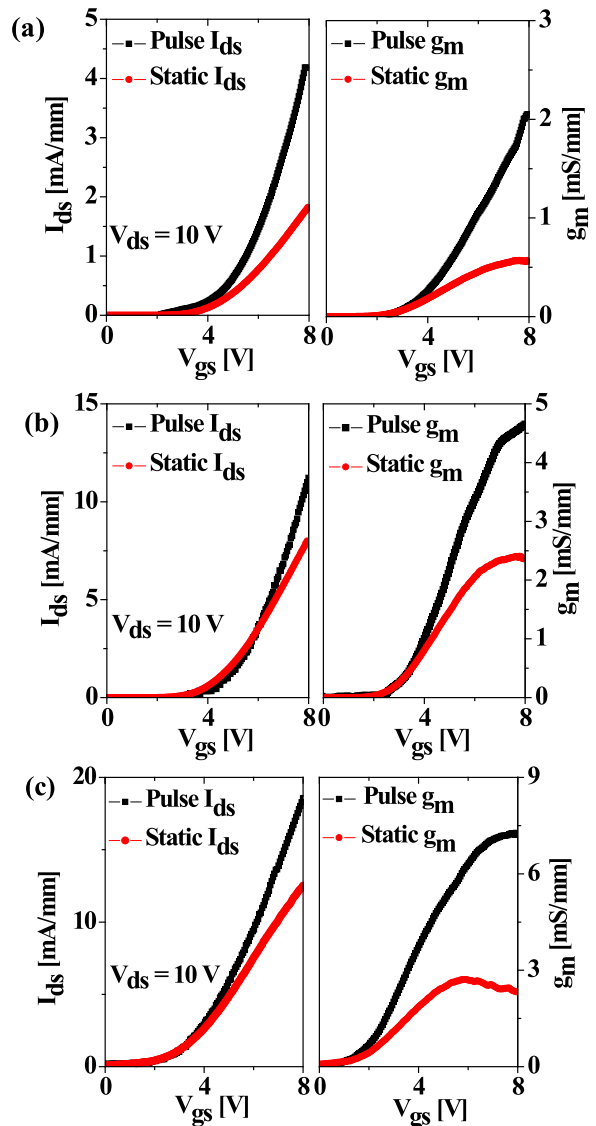 (a)
Pulse Ids
Static Ids
Vds = 10 V
Ids [mA/mm]
5
4
3
2
1
0
0
4
8
Vgs [V]
Pulse gm
Static gm
gm [mS/mm]
3
2
1
0
0
4
8
Vgs [V]
(b)
Pulse Ids
Static Ids
Vds = 10 V
Ids [mA/mm]
15
10
5
0
0
4
8
Vgs [V]
Pulse gm
Static gm
gm [mS/mm]
5
4
3
2
1
0
0
4
8
Vgs [V]
(c)
Pulse Ids
Static Ids
Vds = 10 V
Ids [mA/mm]
20
10
0
0
4
8
Vgs [V]
Pulse gm
Static gm
gm [mS/mm]
9
6
3
0
0
4
8
Vgs [V]